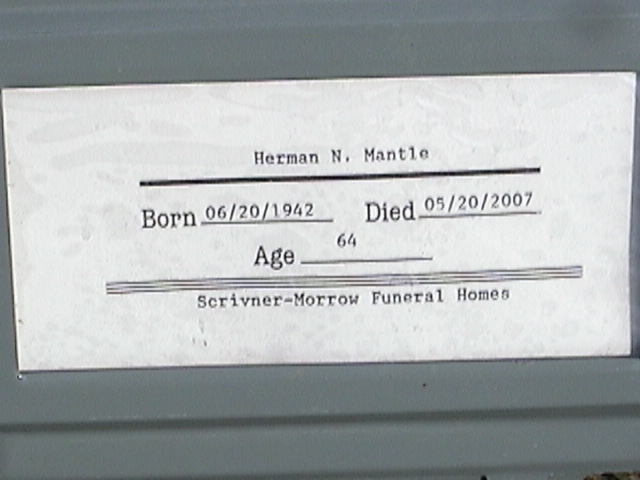 Herman N. Mantle
Born 06/20/1942 Died 05/20/2007
Age 64
Scrivner-Morrow Funeral Homes